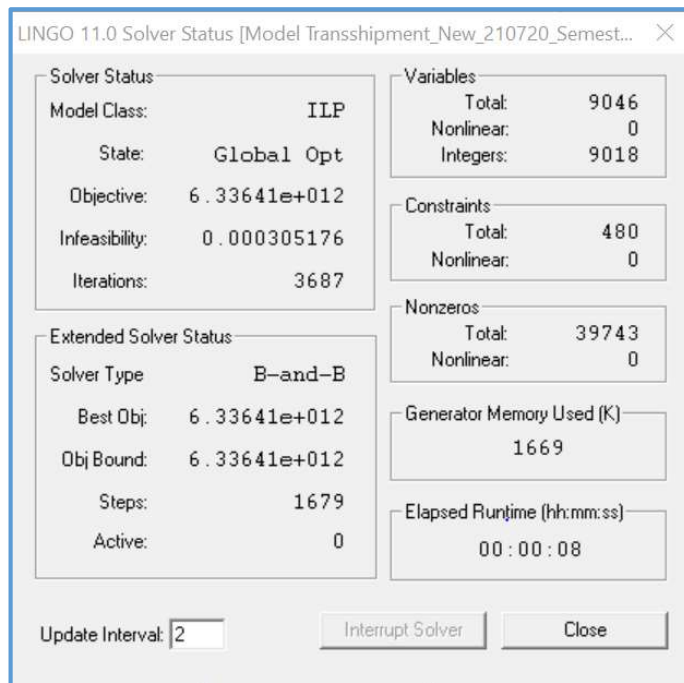 LINGO 11.0 Solver Status [Model Transshipment_New_210720_Semest...
Solver Status
Model Class: ILP
State: Global Opt
Objective: 6.33641e+012
Infeasibility: 0.000305176
Iterations: 3687
Extended Solver Status
Solver Type B-and-B
Best Obj: 6.33641e+012
Obj Bound: 6.33641e+012
Steps: 1679
Active: 0
Variables
Total: 9046
Nonlinear: 0
Integers: 9018
Constraints
Total: 480
Nonlinear: 0
Nonzeros
Total: 39743
Nonlinear: 0
Generator Memory Used (K)
1669
Elapsed Runtime (hh:mm:ss)
00:00:08
Update Interval: 2
Interrupt Solver
Close